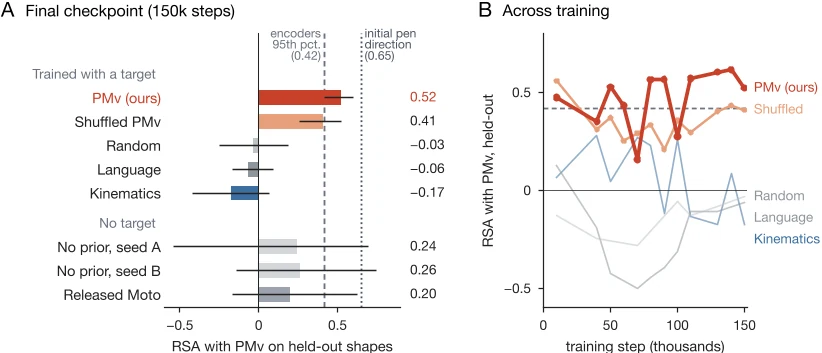 A Final checkpoint (150k steps)
encoders
95th pct.
(0.42)
initial pen
direction
(0.65)
Trained with a target
PMv (ours) 0.52
Shuffled PMv 0.41
Random −0.03
Language −0.06
Kinematics −0.17
No target
No prior, seed A 0.24
No prior, seed B 0.26
Released Moto 0.20
−0.5 0 0.5
RSA with PMv on held-out shapes
B Across training
RSA with PMv, held-out
0.5
0
−0.5
PMv (ours)
Shuffled
Random
Language
Kinematics
0 50 100 150
training step (thousands)